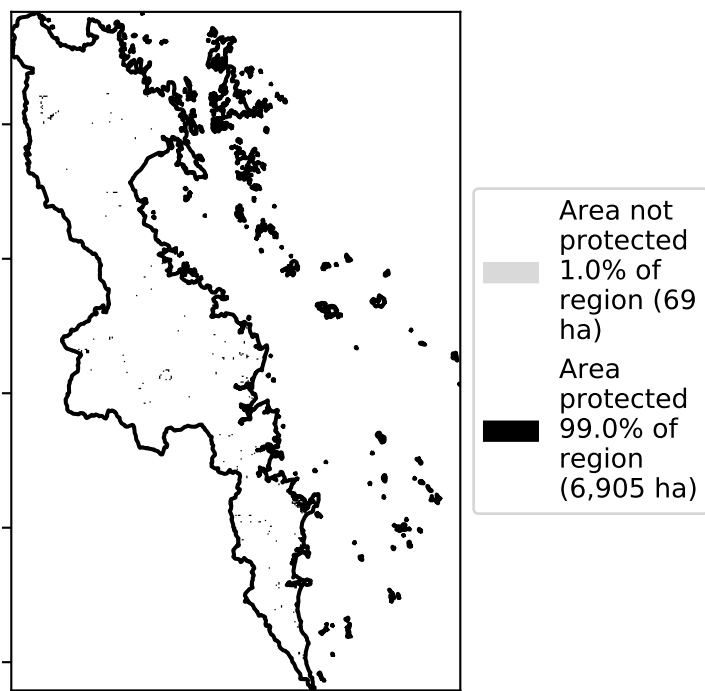 Area not
protected
1.0% of
region (69
ha)
Area
protected
99.0% of
region
(6,905 ha)